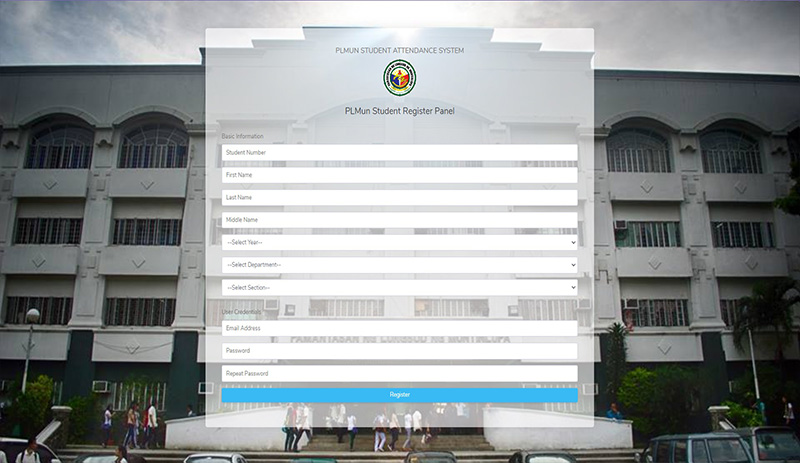 PLMUN STUDENT ATTENDANCE SYSTEM
PLMun Student Register Panel
Basic Information
Student Number
First Name
Last Name
Middle Name
--Select Year--
--Select Department--
--Select Section--
User Credentials
PAMANTASAN NG LUNGSOD NG MUNTINLUPA
Email Address
Password
Repeat Password
Register